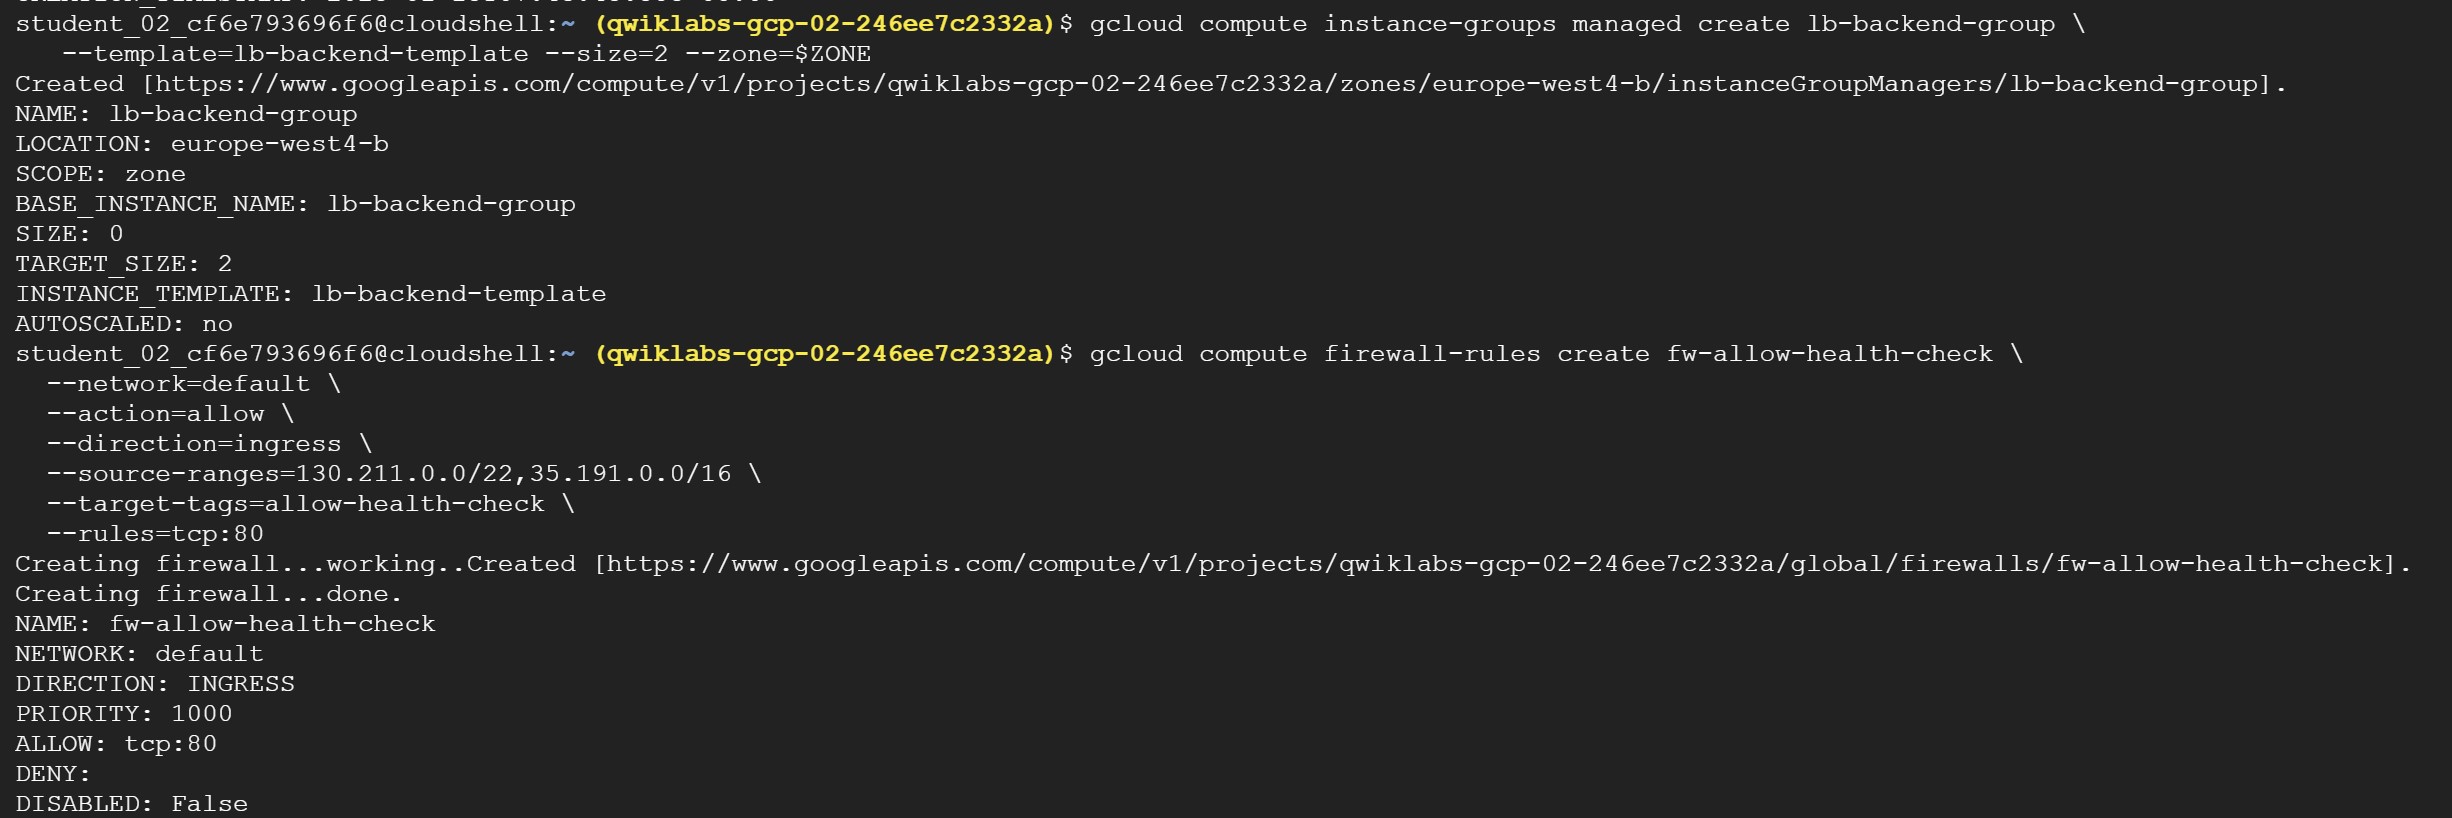 student_02_cf6e793696f6@cloudshell:~ (qwiklabs-gcp-02-246ee7c2332a)$ gcloud compute instance-groups managed create lb-backend-group \
   --template=lb-backend-template --size=2 --zone=$ZONE
Created [https://www.googleapis.com/compute/v1/projects/qwiklabs-gcp-02-246ee7c2332a/zones/europe-west4-b/instanceGroupManagers/lb-backend-group].
NAME: lb-backend-group
LOCATION: europe-west4-b
SCOPE: zone
BASE_INSTANCE_NAME: lb-backend-group
SIZE: 0
TARGET_SIZE: 2
INSTANCE_TEMPLATE: lb-backend-template
AUTOSCALED: no
student_02_cf6e793696f6@cloudshell:~ (qwiklabs-gcp-02-246ee7c2332a)$ gcloud compute firewall-rules create fw-allow-health-check \
  --network=default \
  --action=allow \
  --direction=ingress \
  --source-ranges=130.211.0.0/22,35.191.0.0/16 \
  --target-tags=allow-health-check \
  --rules=tcp:80
Creating firewall...working..Created [https://www.googleapis.com/compute/v1/projects/qwiklabs-gcp-02-246ee7c2332a/global/firewalls/fw-allow-health-check].
Creating firewall...done.
NAME: fw-allow-health-check
NETWORK: default
DIRECTION: INGRESS
PRIORITY: 1000
ALLOW: tcp:80
DENY:
DISABLED: False